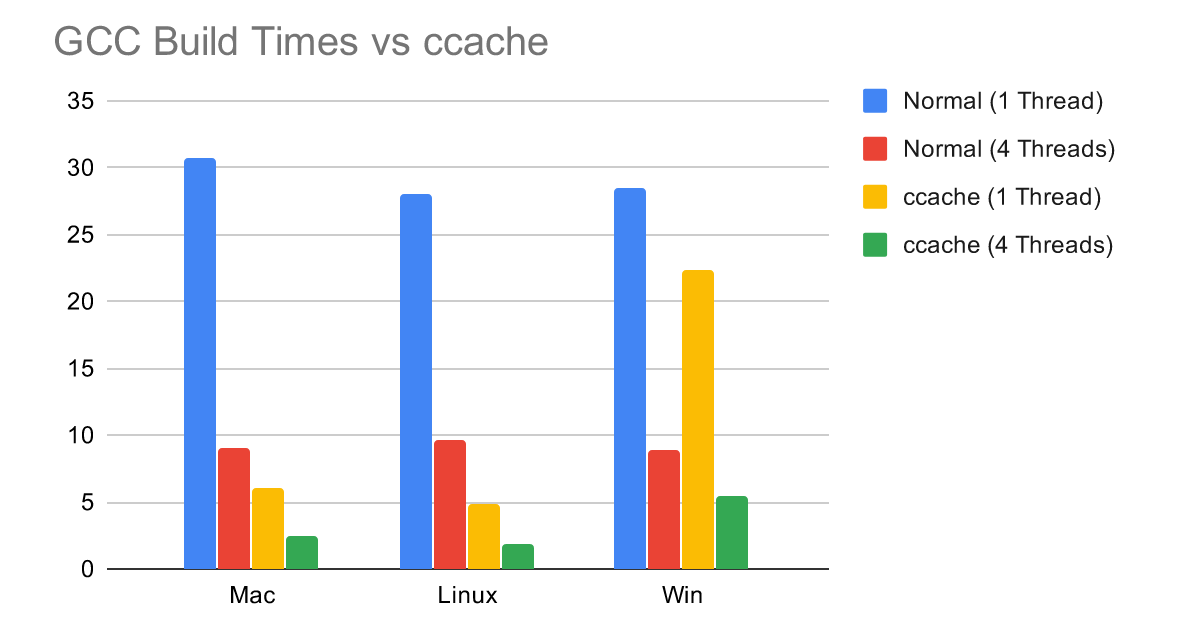 GCC Build Times vs ccache
35
30
25
20
15
10
5
0
Mac Linux Win
Normal (1 Thread)
Normal (4 Threads)
ccache (1 Thread)
ccache (4 Threads)